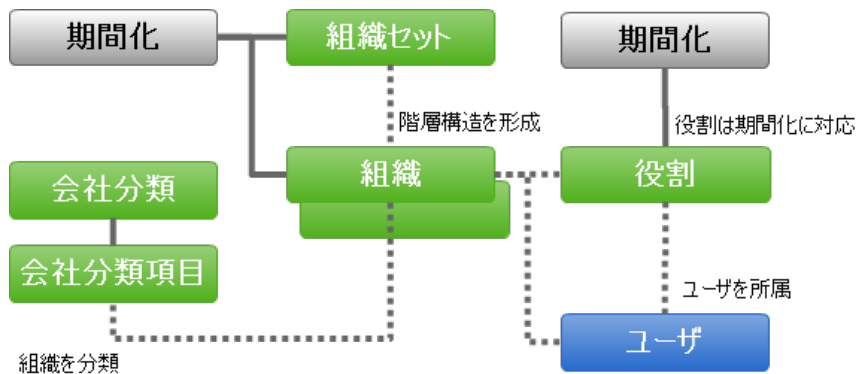 期間化
組織セット
期間化
階層構造を形成
役割は期間化に対応
組織
役割
会社分類
会社分類項目
ユーザを所属
ユーザ
組織を分類